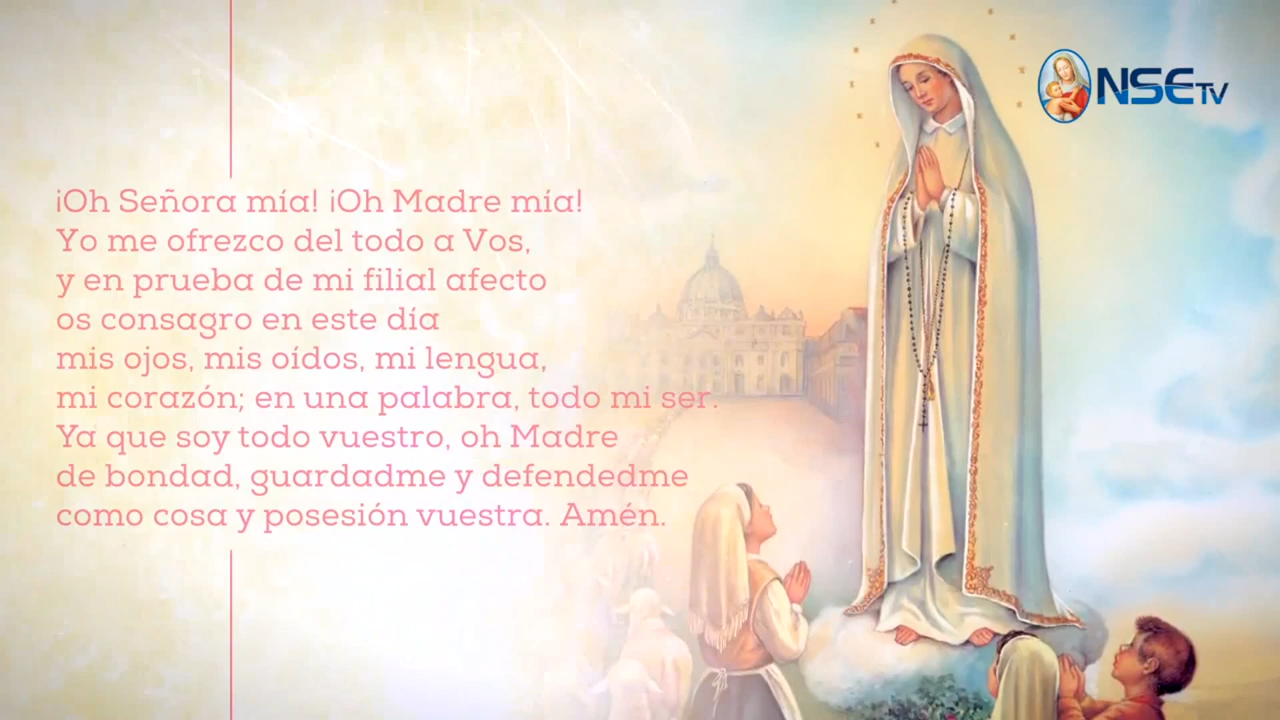 NSETV
¡Oh Señora mía! ¡Oh Madre mía!
Yo me ofrezco del todo a Vos,
y en prueba de mi filial afecto
os consagro en este día
mis ojos, mis oídos, mi lengua,
mi corazón; en una palabra, todo mi ser.
Ya que soy todo vuestro, oh Madre
de bondad, guardadme y defendedme
como cosa y posesión vuestra. Amén.